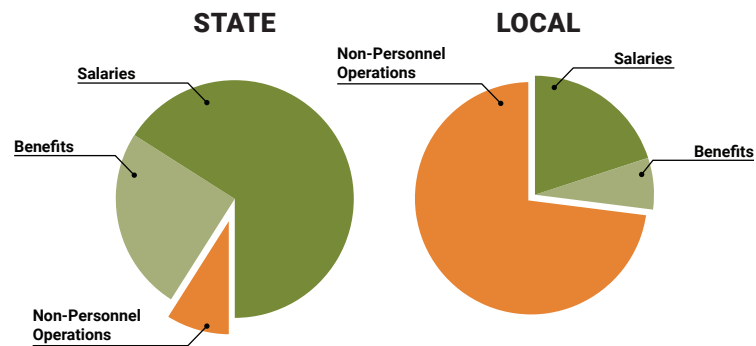 STATE
Salaries
Benefits
Non-Personnel
Operations
LOCAL
Non-Personnel
Operations
Salaries
Benefits